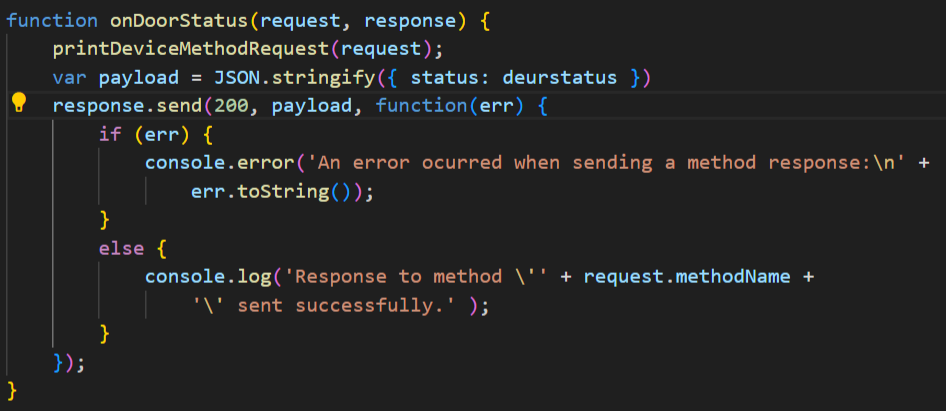 function onDoorStatus(request, response) {
    printDeviceMethodRequest(request);
    var payload = JSON.stringify({ status: deurstatus })
    response.send(200, payload, function(err) {
        if (err) {
            console.error('An error ocurred when sending a method response:\n' +
                err.toString());
        }
        else {
            console.log('Response to method \'' + request.methodName +
                '\' sent successfully.' );
        }
    });
}